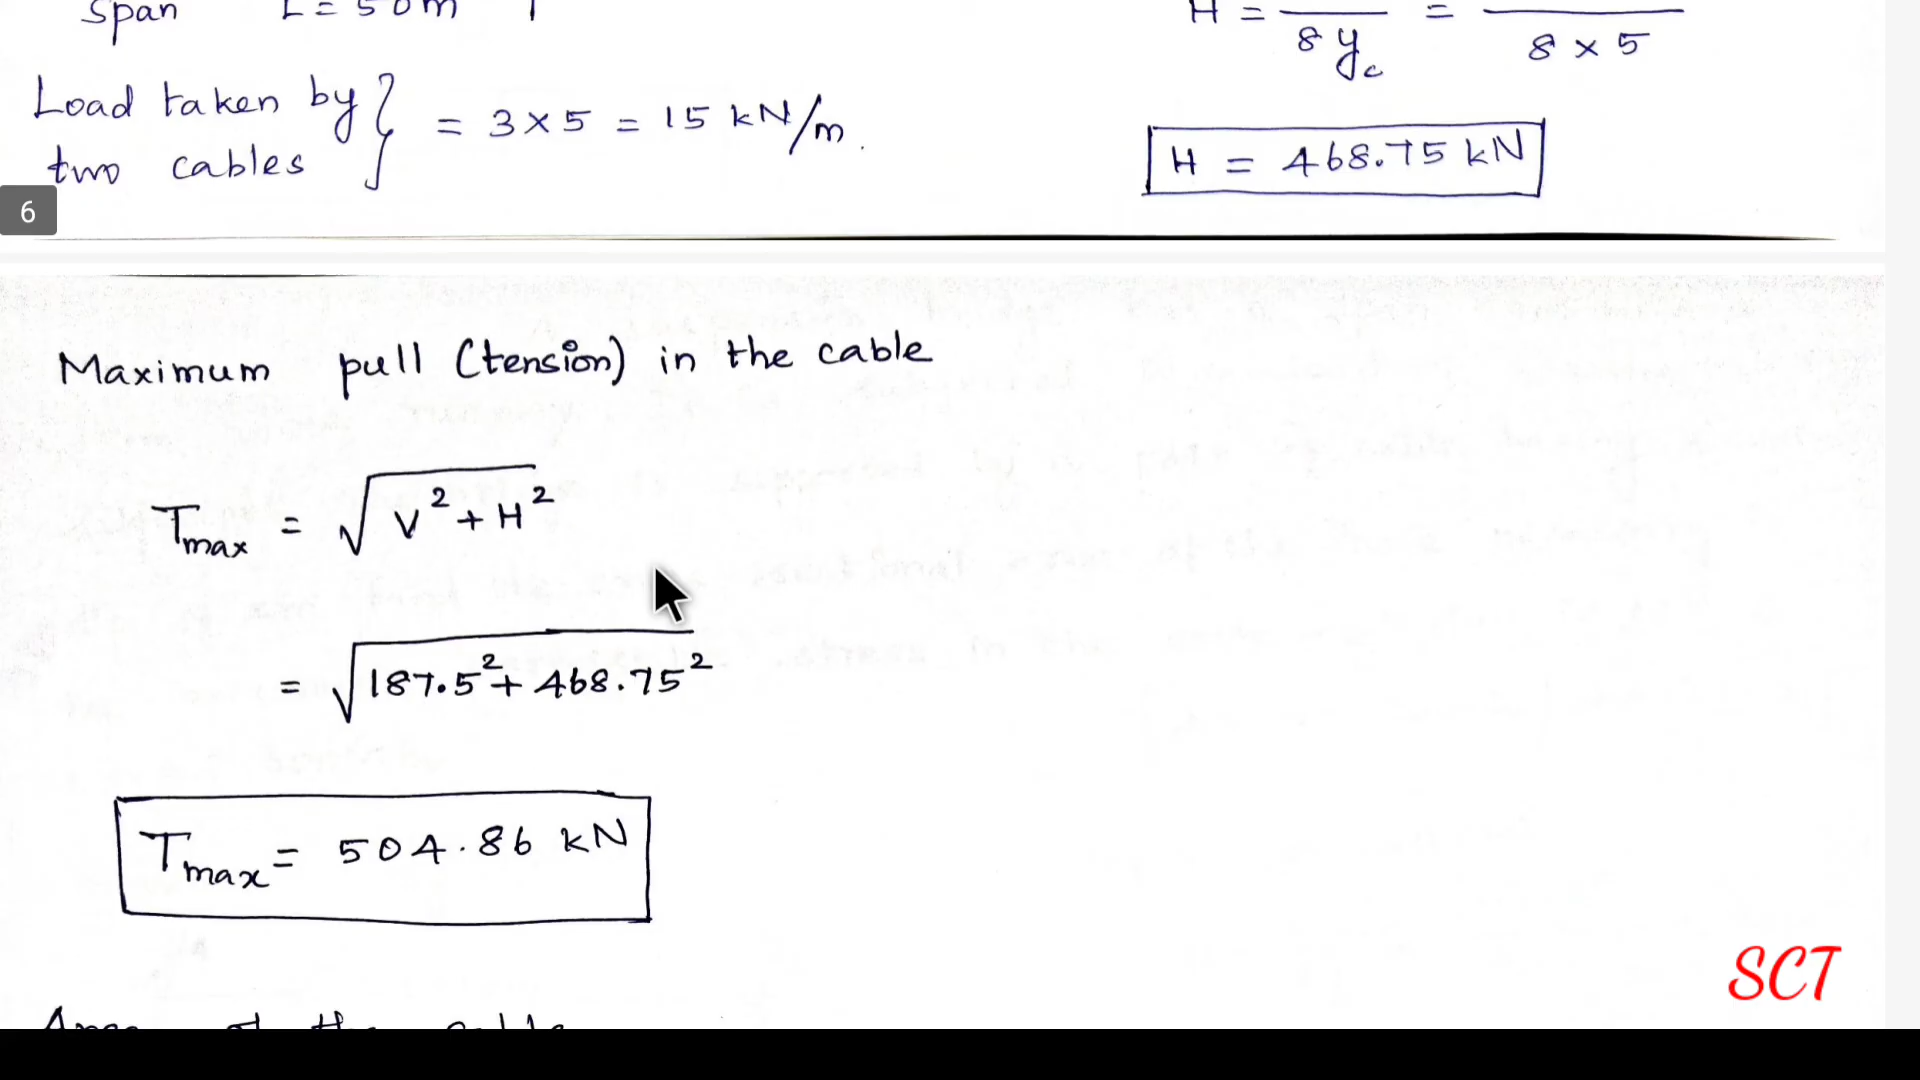 span L = 50m
H = / 8 yc = / 8 × 5
Load taken by } = 3 × 5 = 15 kN/m.
two cables
H = 468.75 kN
6
Maximum pull (tension) in the cable
Tmax = √V² + H²
= √187.5² + 468.75²
Tmax = 504.86 kN
SCT